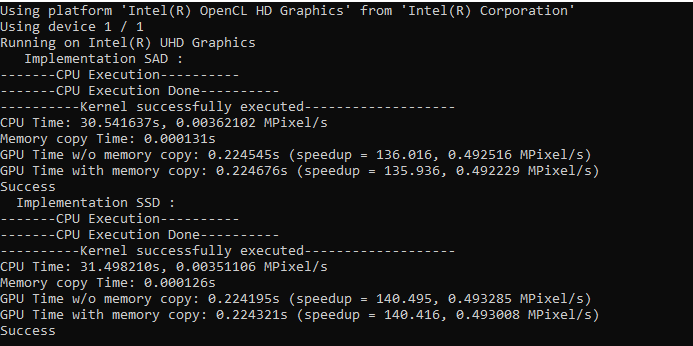 Using platform 'Intel(R) OpenCL HD Graphics' from 'Intel(R) Corporation'
Using device 1 / 1
Running on Intel(R) UHD Graphics
   Implementation SAD :
-------CPU Execution----------
-------CPU Execution Done----------
----------Kernel successfully executed-------------------
CPU Time: 30.541637s, 0.00362102 MPixel/s
Memory copy Time: 0.000131s
GPU Time w/o memory copy: 0.224545s (speedup = 136.016, 0.492516 MPixel/s)
GPU Time with memory copy: 0.224676s (speedup = 135.936, 0.492229 MPixel/s)
Success
  Implementation SSD :
-------CPU Execution----------
-------CPU Execution Done----------
----------Kernel successfully executed-------------------
CPU Time: 31.498210s, 0.00351106 MPixel/s
Memory copy Time: 0.000126s
GPU Time w/o memory copy: 0.224195s (speedup = 140.495, 0.493285 MPixel/s)
GPU Time with memory copy: 0.224321s (speedup = 140.416, 0.493008 MPixel/s)
Success